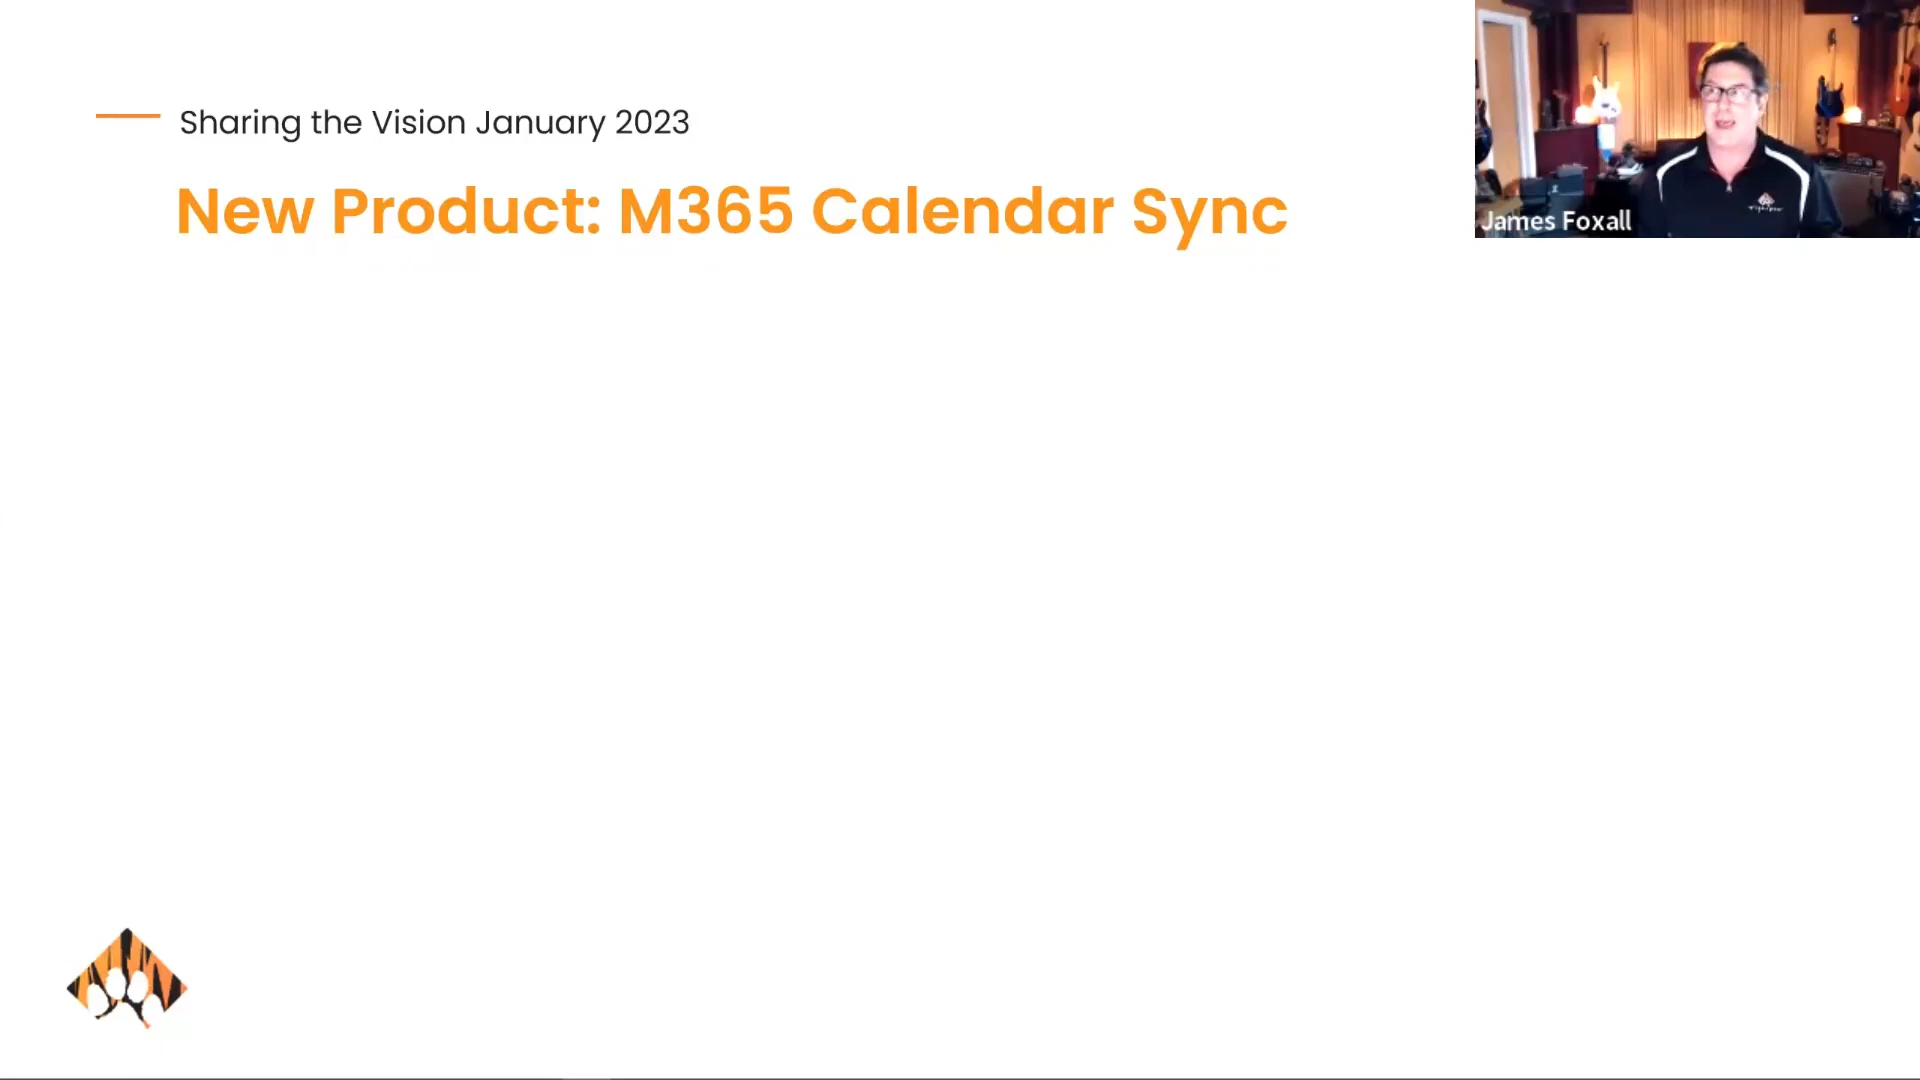 Sharing the Vision January 2023
New Product: M365 Calendar Sync
James Foxall